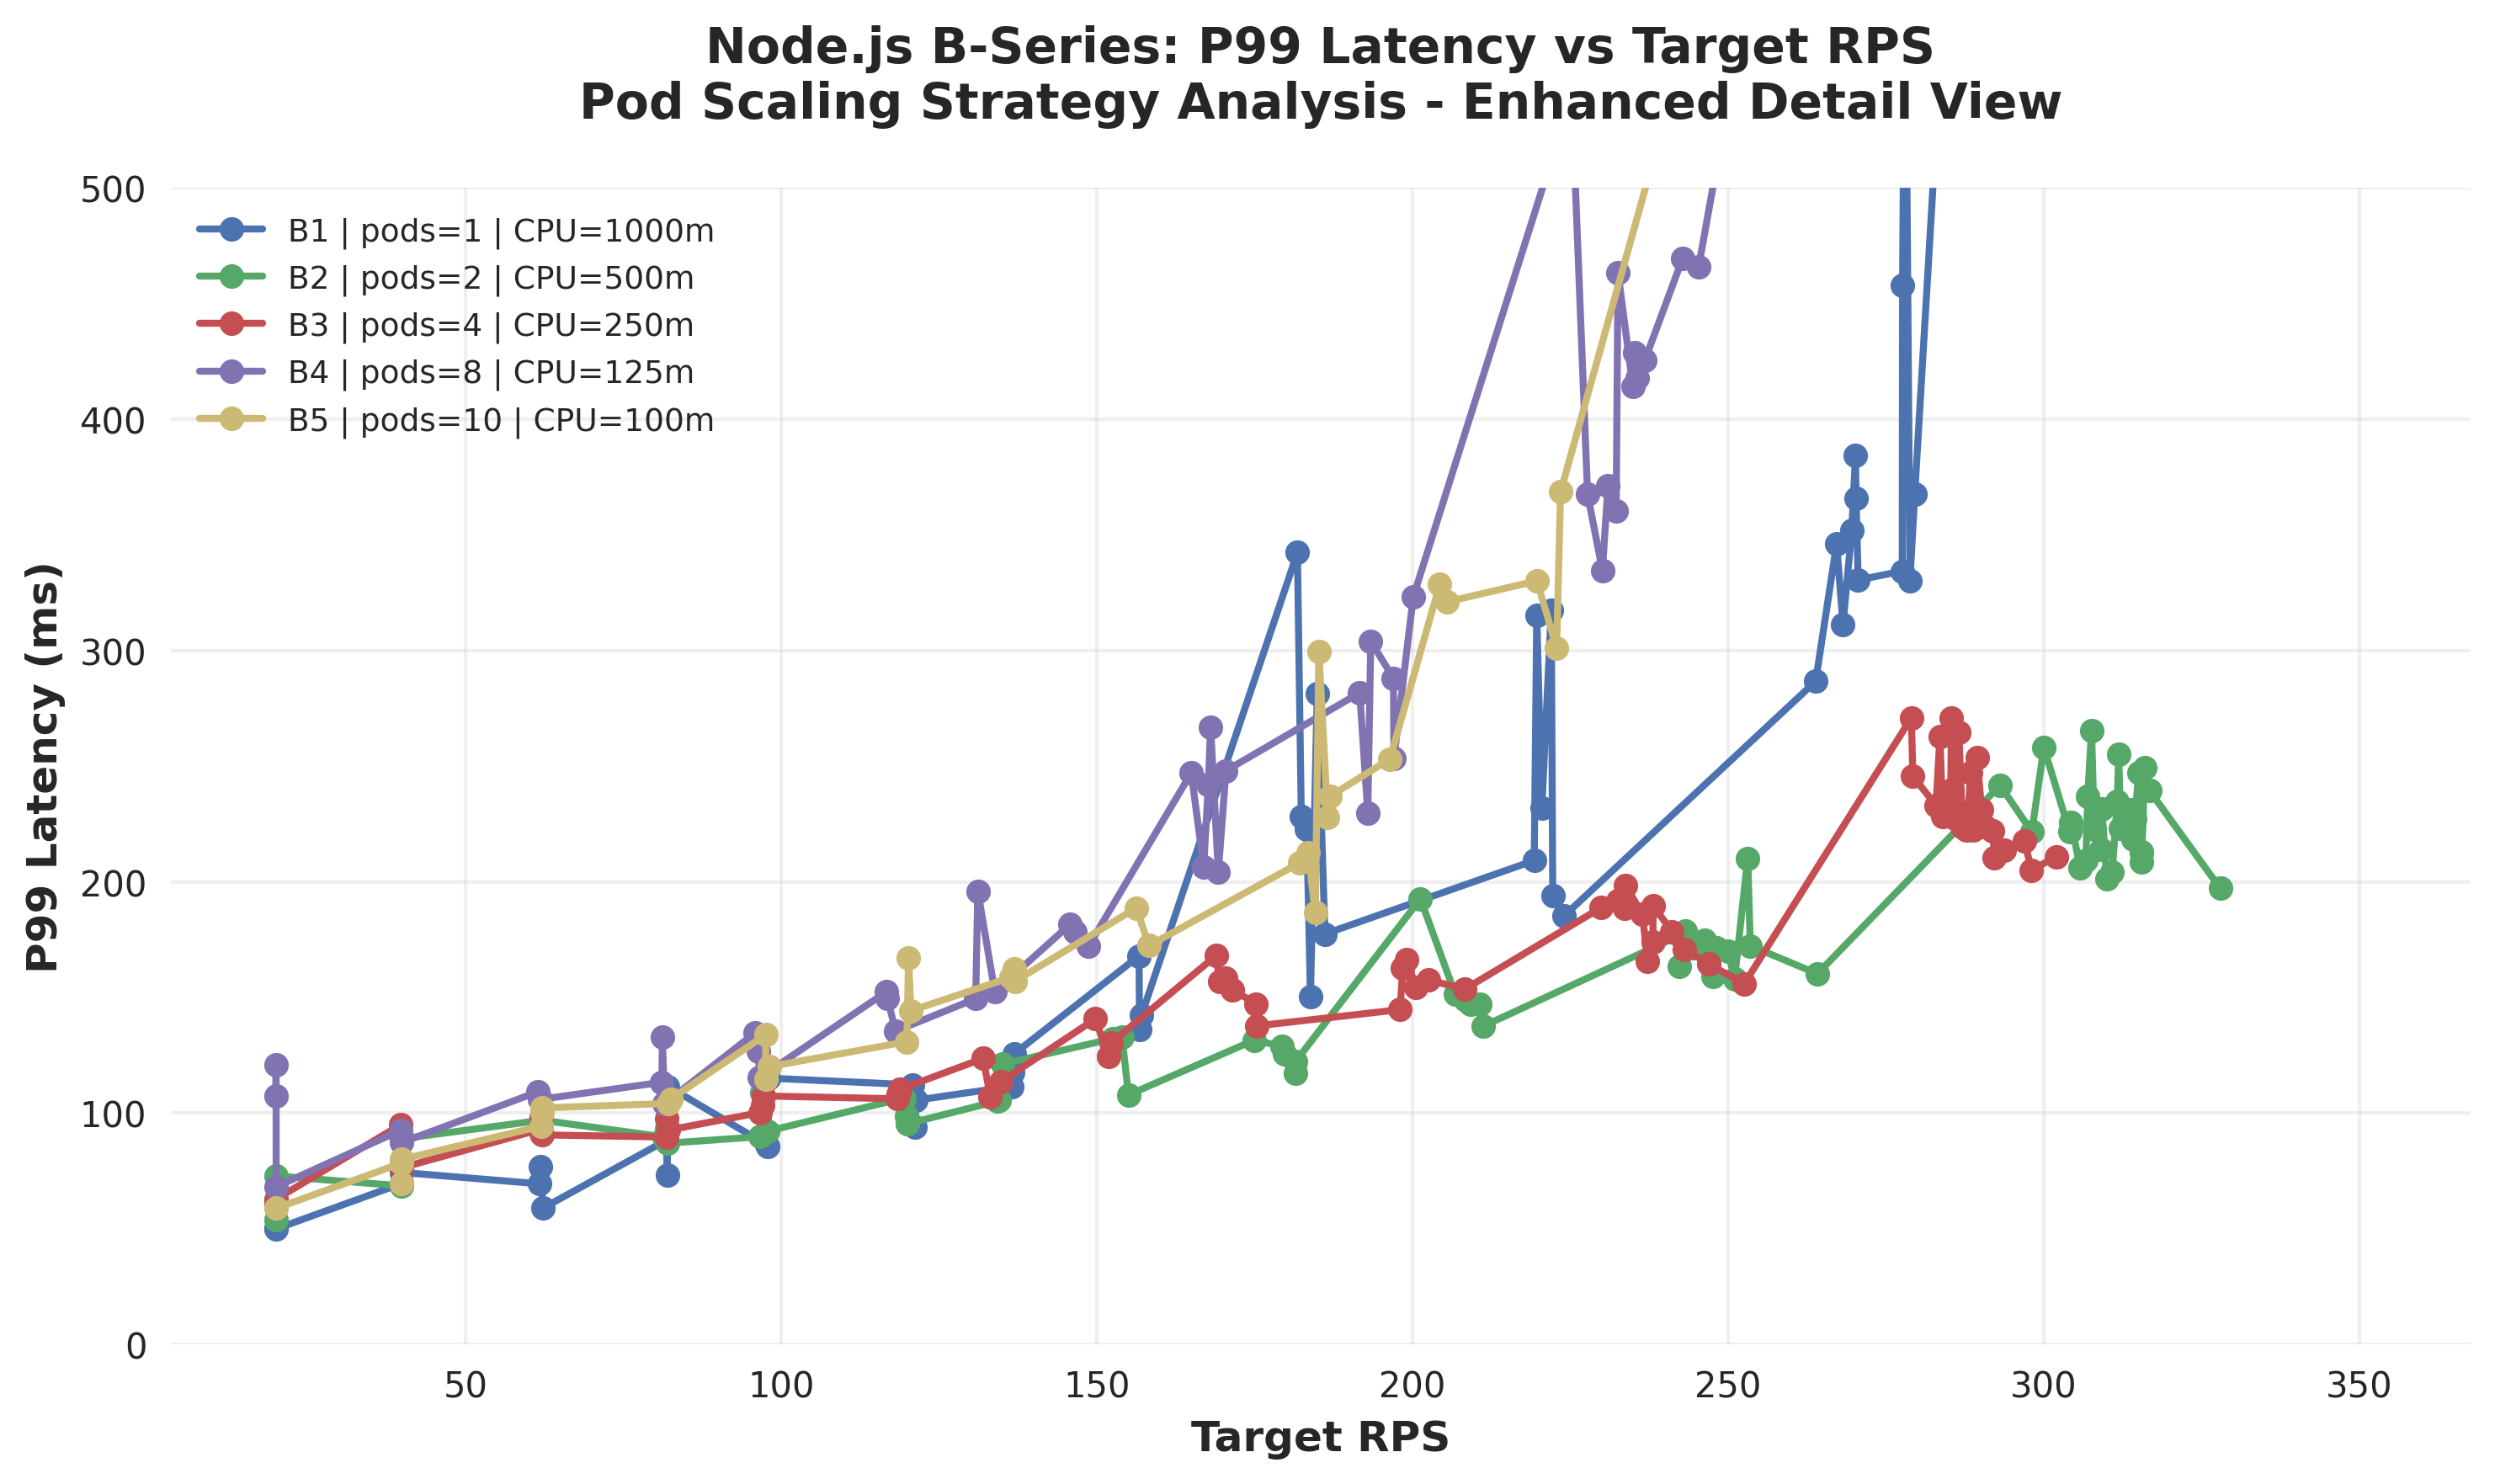 Node.js B-Series: P99 Latency vs Target RPS
Pod Scaling Strategy Analysis - Enhanced Detail View
P99 Latency (ms)
500
400
300
200
100
0
B1 | pods=1 | CPU=1000m
B2 | pods=2 | CPU=500m
B3 | pods=4 | CPU=250m
B4 | pods=8 | CPU=125m
B5 | pods=10 | CPU=100m
50 100 150 200 250 300 350
Target RPS